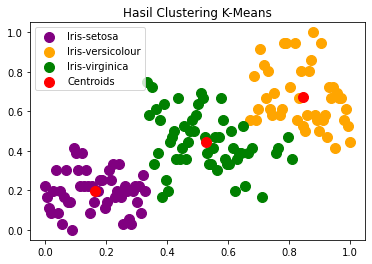 Hasil Clustering K-Means
Iris-setosa
Iris-versicolour
Iris-virginica
Centroids
1.0
0.8
0.6
0.4
0.2
0.0
0.0 0.2 0.4 0.6 0.8 1.0